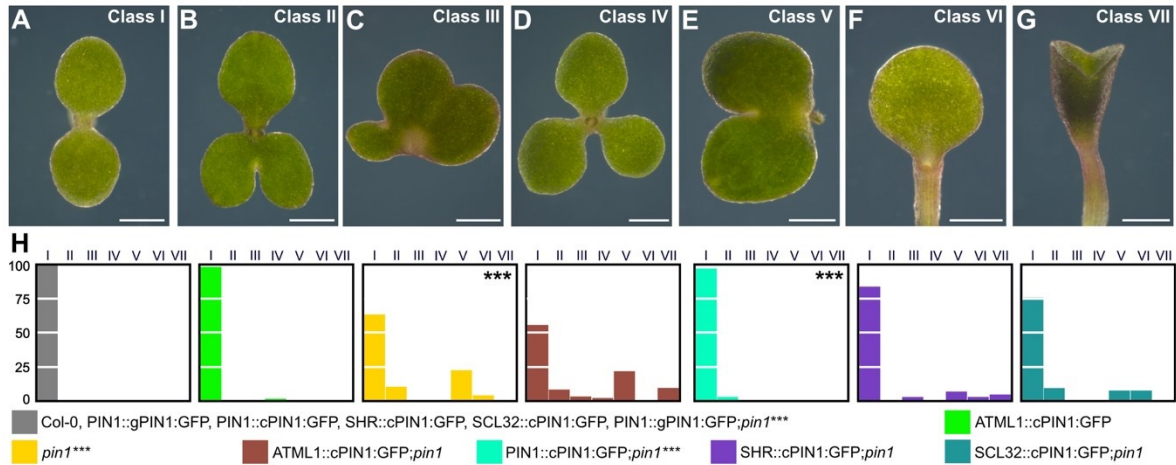 A Class I B Class II C Class III D Class IV E Class V F Class VI G Class VII
H
I II III IV V VI VII I II III IV V VI VII I II III IV V VI VII I II III IV V VI VII I II III IV V VI VII I II III IV V VI VII I II III IV V VI VII
100 *** ***
75
50
25
0
Col-0, PIN1::gPIN1:GFP, PIN1::cPIN1:GFP, SHR::cPIN1:GFP, SCL32::cPIN1:GFP, PIN1::gPIN1:GFP;pin1*** ATML1::cPIN1:GFP
pin1*** ATML1::cPIN1:GFP;pin1 PIN1::cPIN1:GFP;pin1*** SHR::cPIN1:GFP;pin1 SCL32::cPIN1:GFP;pin1